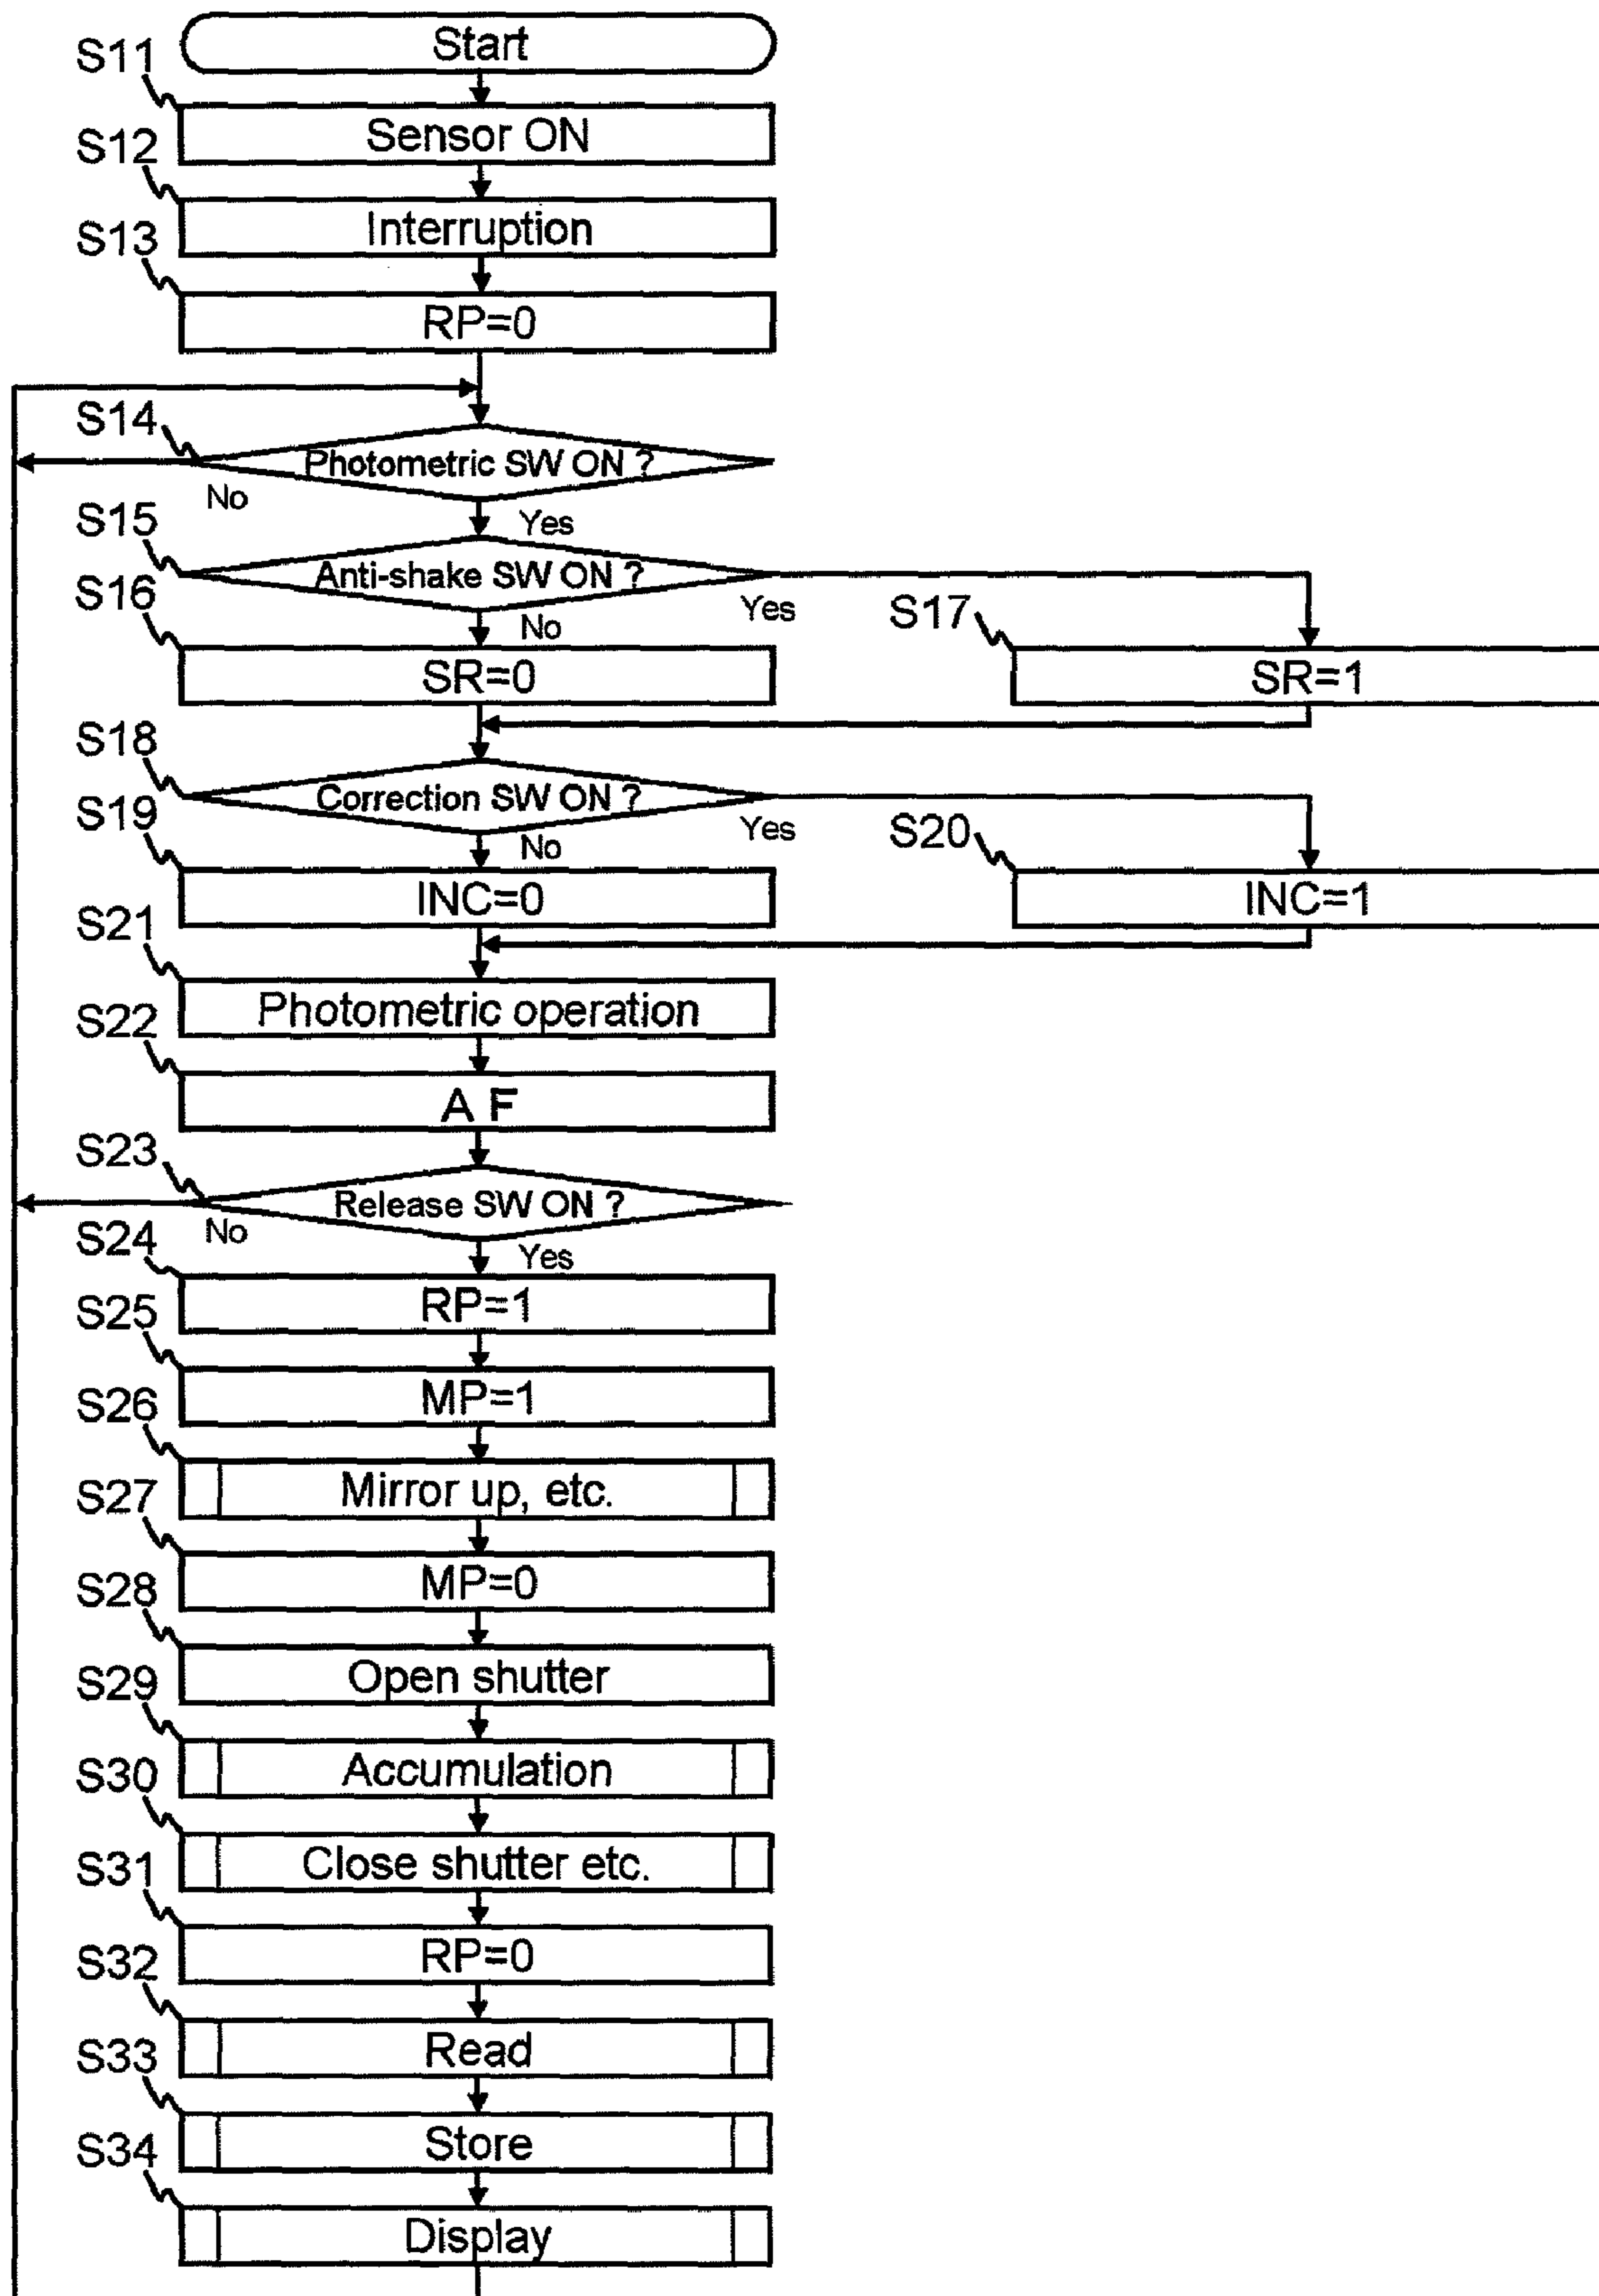 Start
S11
Sensor ON
S12
Interruption
S13
RP=0
S14
Photometric SW ON ?
No
Yes
S15
Anti-shake SW ON ?
Yes
No
S16
SR=0
S17
SR=1
S18
Correction SW ON ?
Yes
No
S19
INC=0
S20
INC=1
S21
Photometric operation
S22
A F
S23
Release SW ON ?
No
Yes
S24
RP=1
S25
MP=1
S26
Mirror up, etc.
S27
MP=0
S28
Open shutter
S29
Accumulation
S30
Close shutter etc.
S31
RP=0
S32
Read
S33
Store
S34
Display